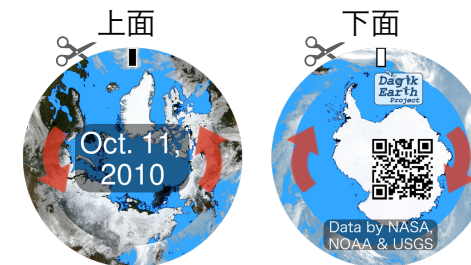 上面
下面
Dagik
Earth
Project
Oct. 11,
2010
Data by NASA,
NOAA & USGS